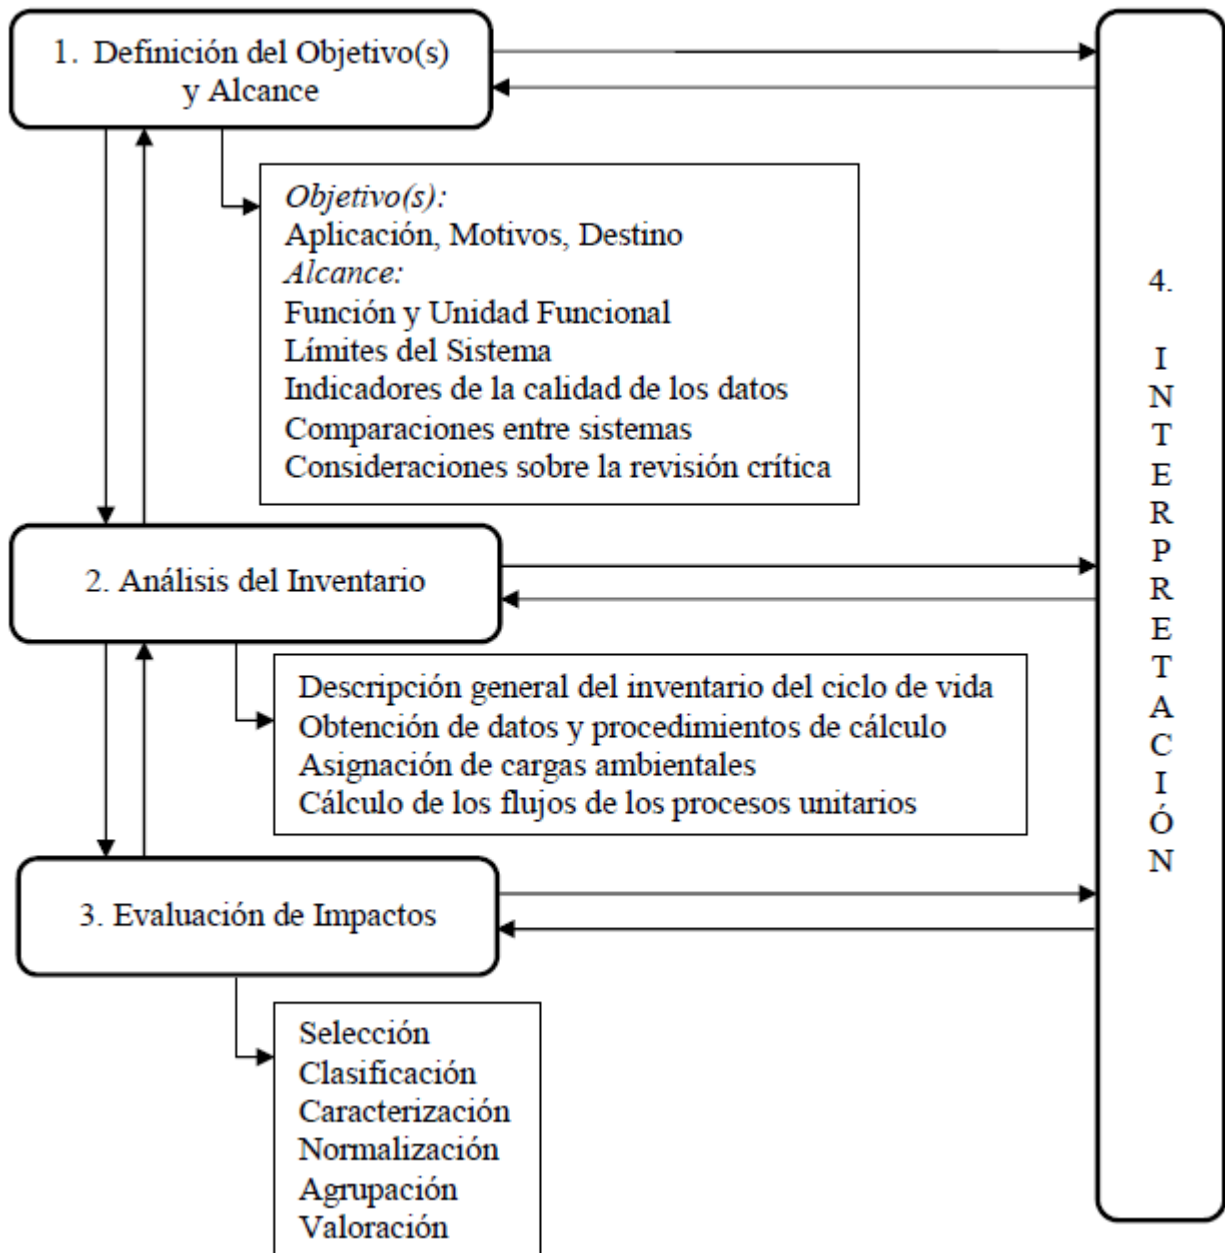 1. Definición del Objetivo(s)
y Alcance
Objetivo(s):
Aplicación, Motivos, Destino
Alcance:
Función y Unidad Funcional
Límites del Sistema
Indicadores de la calidad de los datos
Comparaciones entre sistemas
Consideraciones sobre la revisión crítica
2. Análisis del Inventario
Descripción general del inventario del ciclo de vida
Obtención de datos y procedimientos de cálculo
Asignación de cargas ambientales
Cálculo de los flujos de los procesos unitarios
3. Evaluación de Impactos
Selección
Clasificación
Caracterización
Normalización
Agrupación
Valoración
4.
I
N
T
E
R
P
R
E
T
A
C
I
Ó
N